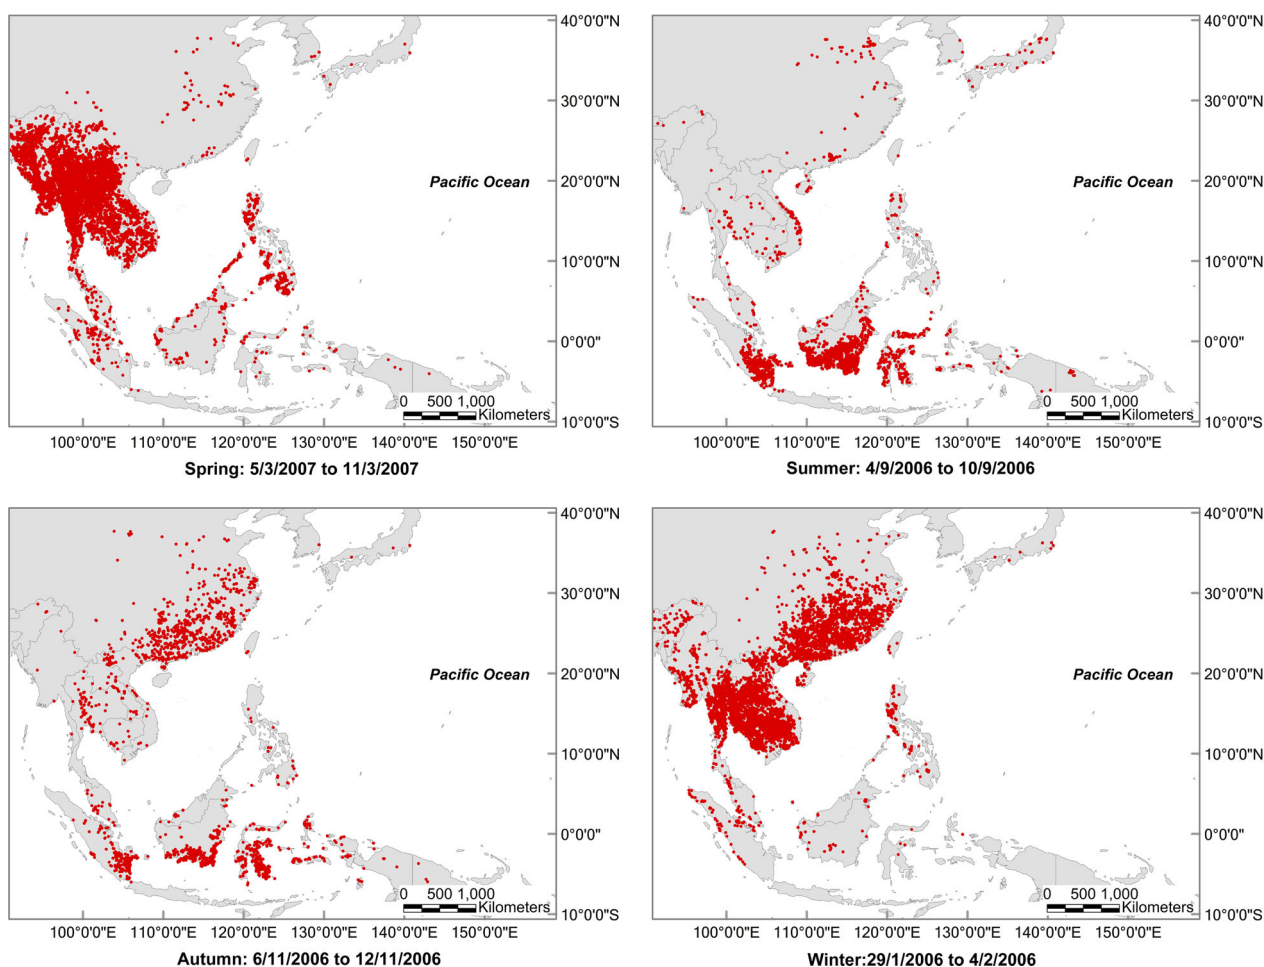 40°0'0"N
30°0'0"N
Pacific Ocean
20°0'0"N
10°0'0"N
0°0'0"
0 500 1,000
Kilometers
10°0'0"S
100°0'0"E 110°0'0"E 120°0'0"E 130°0'0"E 140°0'0"E 150°0'0"E
Spring: 5/3/2007 to 11/3/2007
40°0'0"N
30°0'0"N
Pacific Ocean
20°0'0"N
10°0'0"N
0°0'0"
0 500 1,000
Kilometers
10°0'0"S
100°0'0"E 110°0'0"E 120°0'0"E 130°0'0"E 140°0'0"E 150°0'0"E
Summer: 4/9/2006 to 10/9/2006
40°0'0"N
30°0'0"N
Pacific Ocean
20°0'0"N
10°0'0"N
0°0'0"
0 500 1,000
Kilometers
10°0'0"S
100°0'0"E 110°0'0"E 120°0'0"E 130°0'0"E 140°0'0"E 150°0'0"E
Autumn: 6/11/2006 to 12/11/2006
40°0'0"N
30°0'0"N
Pacific Ocean
20°0'0"N
10°0'0"N
0°0'0"
0 500 1,000
Kilometers
10°0'0"S
100°0'0"E 110°0'0"E 120°0'0"E 130°0'0"E 140°0'0"E 150°0'0"E
Winter:29/1/2006 to 4/2/2006